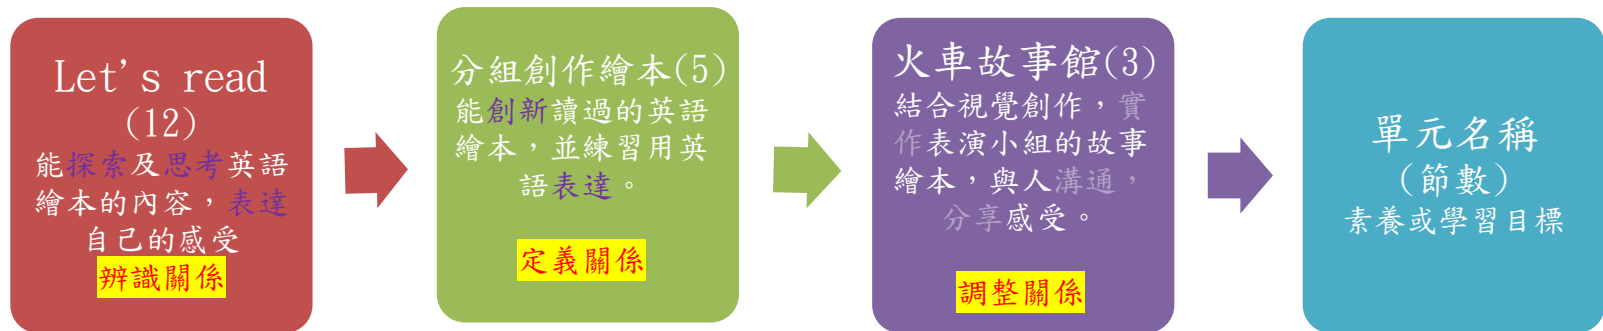 Let's read
(12)
能探索及思考英語
繪本的內容，表達
自己的感受
辨識關係
分組創作繪本(5)
能創新讀過的英語
繪本，並練習用英
語表達。
定義關係
火車故事館(3)
結合視覺創作，實
作表演小組的故事
繪本，與人溝通，
分享感受。
調整關係
單元名稱
(節數)
素養或學習目標